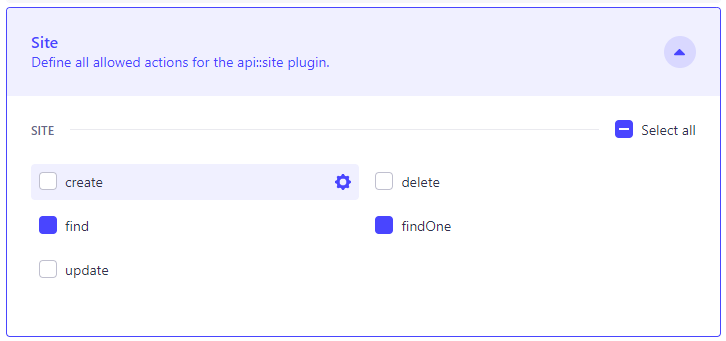 Site
Define all allowed actions for the api::site plugin.
SITE
Select all
create
delete
find
findOne
update